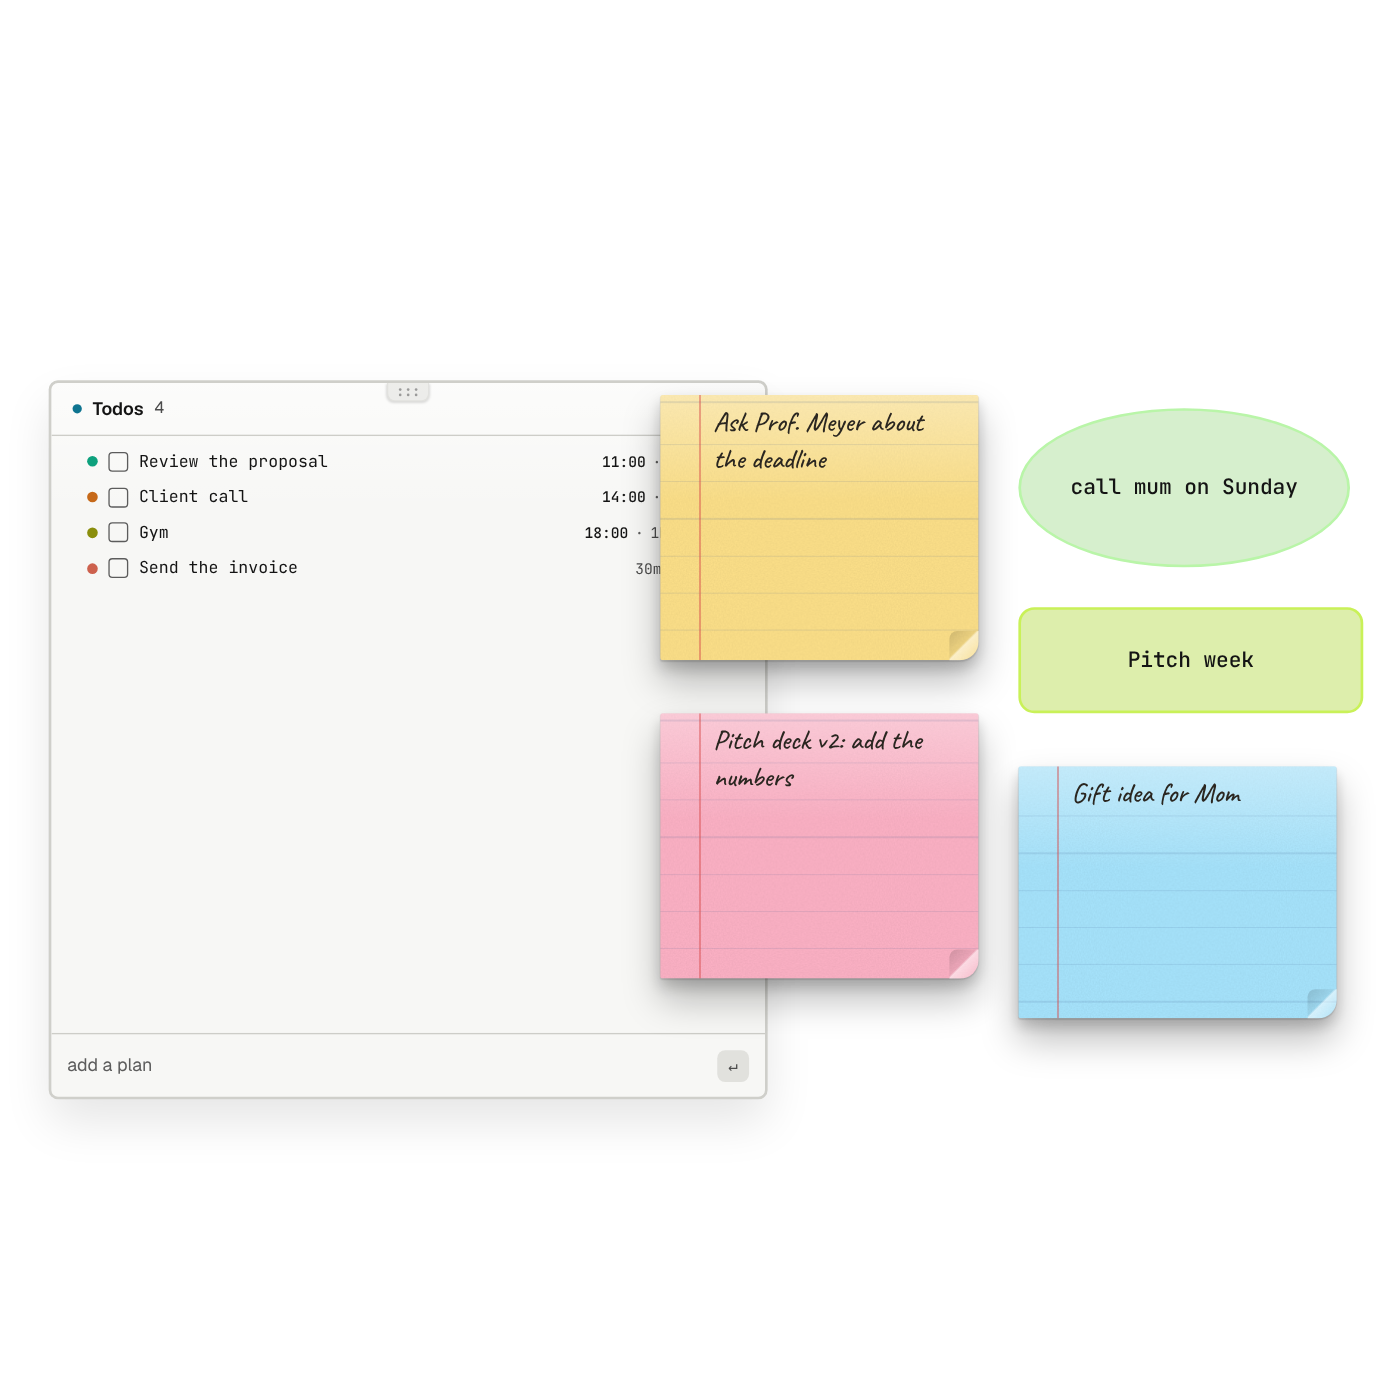 Todos 4
Review the proposal 11:00 ·
Client call 14:00 ·
Gym 18:00 · 1
Send the invoice 30m
add a plan ↵
Ask Prof. Meyer about
the deadline
Pitch deck v2: add the
numbers
call mum on Sunday
Pitch week
Gift idea for Mom